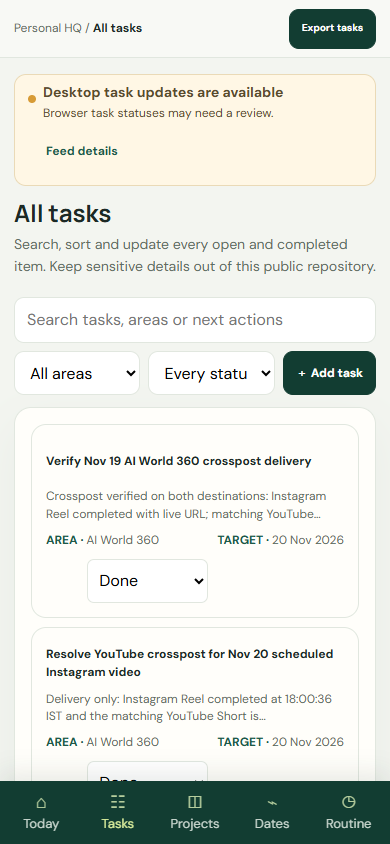 Personal HQ / All tasks
Export tasks
Desktop task updates are available
Browser task statuses may need a review.
Feed details
All tasks
Search, sort and update every open and completed
item. Keep sensitive details out of this public repository.
Search tasks, areas or next actions
All areas
Every statu
+ Add task
Verify Nov 19 AI World 360 crosspost delivery
Crosspost verified on both destinations: Instagram
Reel completed with live URL; matching YouTube…
AREA · AI World 360
TARGET · 20 Nov 2026
Done
Resolve YouTube crosspost for Nov 20 scheduled
Instagram video
Delivery only: Instagram Reel completed at 18:00:36
IST and the matching YouTube Short is…
AREA · AI World 360
TARGET · 20 Nov 2026
Done
Today
Tasks
Projects
Dates
Routine